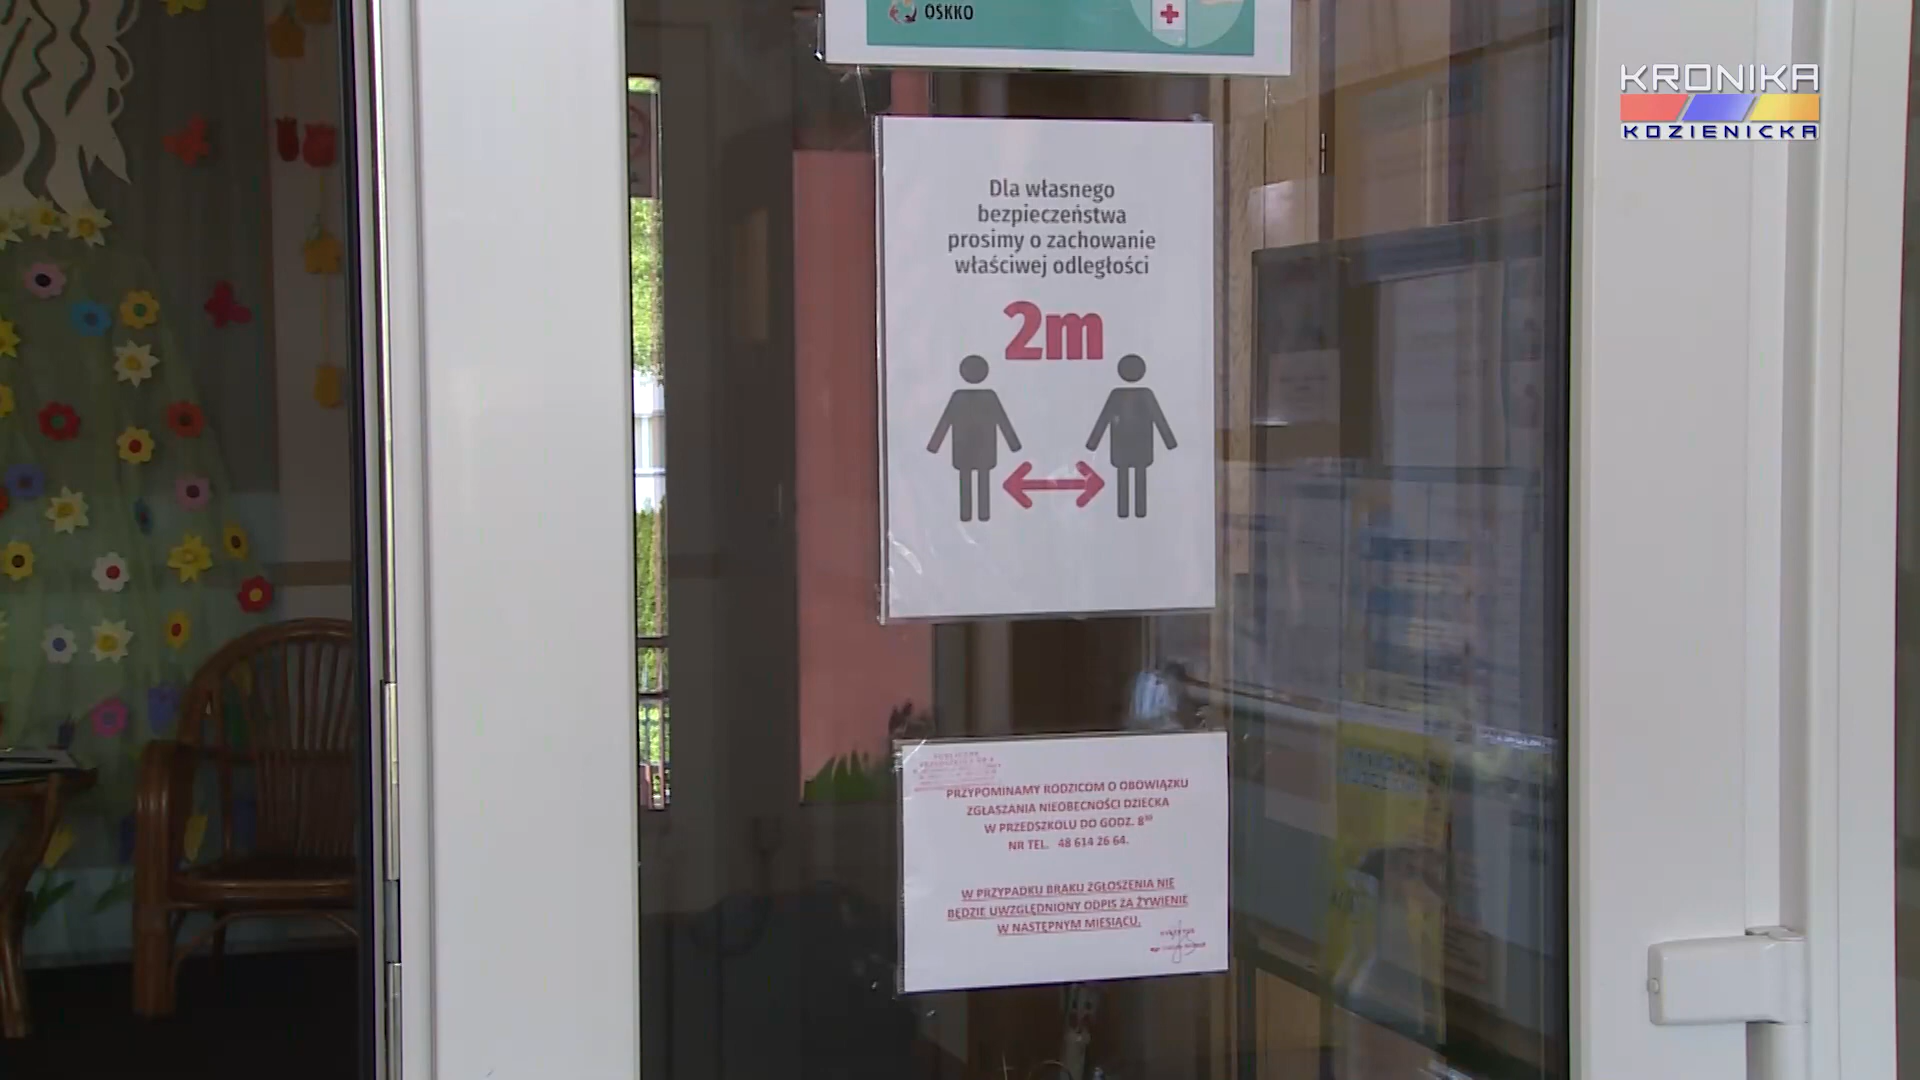 OSKKO
KRONIKA
KOZIENICKA
Dla własnego
bezpieczeństwa
prosimy o zachowanie
właściwej odległości
2m
PRZYPOMINAMY RODZICOM O OBOWIĄZKU
ZGŁASZANIA NIEOBECNOŚCI DZIECKA
W PRZEDSZKOLU DO GODZ. 8
NR TEL. 48 614 26 64.
W PRZYPADKU BRAKU ZGŁOSZENIA NIE
BĘDZIE UWZGLĘDNIONY ODPIS ZA ŻYWIENIE
W NASTĘPNYM MIESIĄCU.